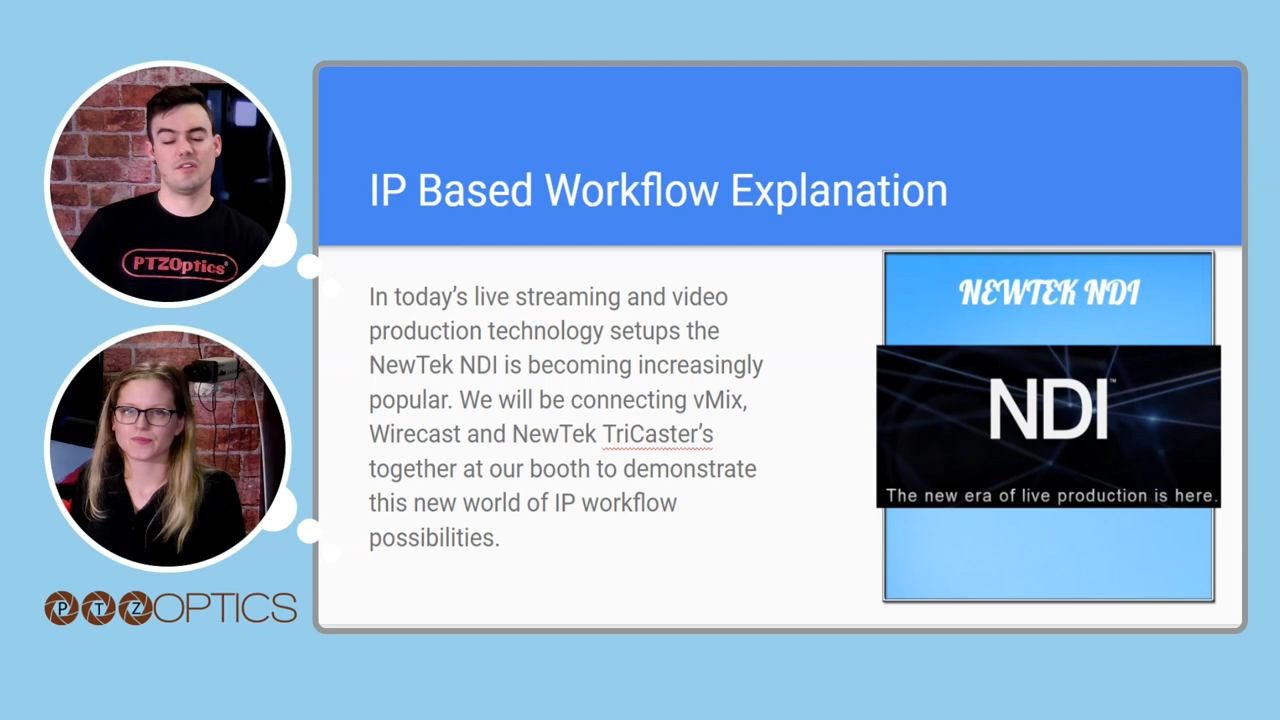 IP Based Workflow Explanation
PTZOptics®
In today's live streaming and video
production technology setups the
NewTek NDI is becoming increasingly
popular. We will be connecting vMix,
Wirecast and NewTek TriCaster's
together at our booth to demonstrate
this new world of IP workflow
possibilities.
NEWTEK NDI
NDI™
The new era of live production is here.
PTZOPTICS